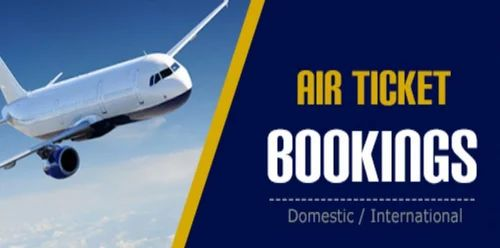 AIR TICKET
BOOKINGS
Domestic / International